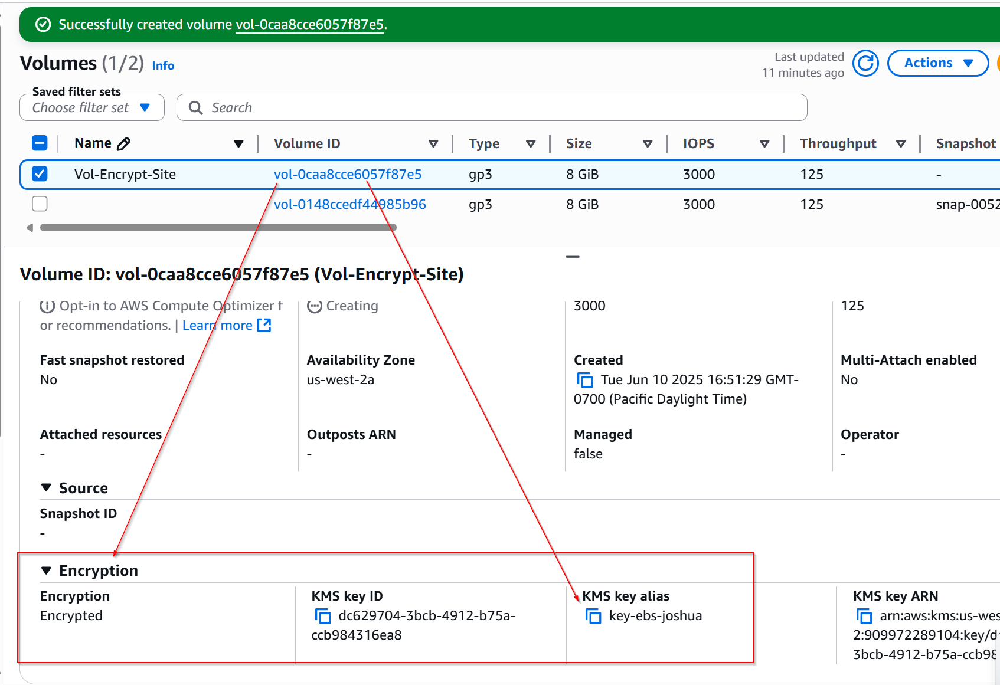 Successfully created volume vol-0caa8cce6057f87e5.
Volumes (1/2) Info
Last updated
11 minutes ago
Actions
Saved filter sets
Choose filter set
Search
Name Volume ID Type Size IOPS Throughput Snapshot
Vol-Encrypt-Site vol-0caa8cce6057f87e5 gp3 8 GiB 3000 125 -
vol-0148ccedf44985b96 gp3 8 GiB 3000 125 snap-0052
Volume ID: vol-0caa8cce6057f87e5 (Vol-Encrypt-Site)
Opt-in to AWS Compute Optimizer f
or recommendations. | Learn more
Creating
3000
125
Fast snapshot restored
No
Availability Zone
us-west-2a
Created
Tue Jun 10 2025 16:51:29 GMT-
0700 (Pacific Daylight Time)
Multi-Attach enabled
No
Attached resources
-
Outposts ARN
-
Managed
false
Operator
-
Source
Snapshot ID
-
Encryption
Encryption
Encrypted
KMS key ID
dc629704-3bcb-4912-b75a-
ccb984316ea8
KMS key alias
key-ebs-joshua
KMS key ARN
arn:aws:kms:us-wes
2:909972289104:key/d
3bcb-4912-b75a-ccb98